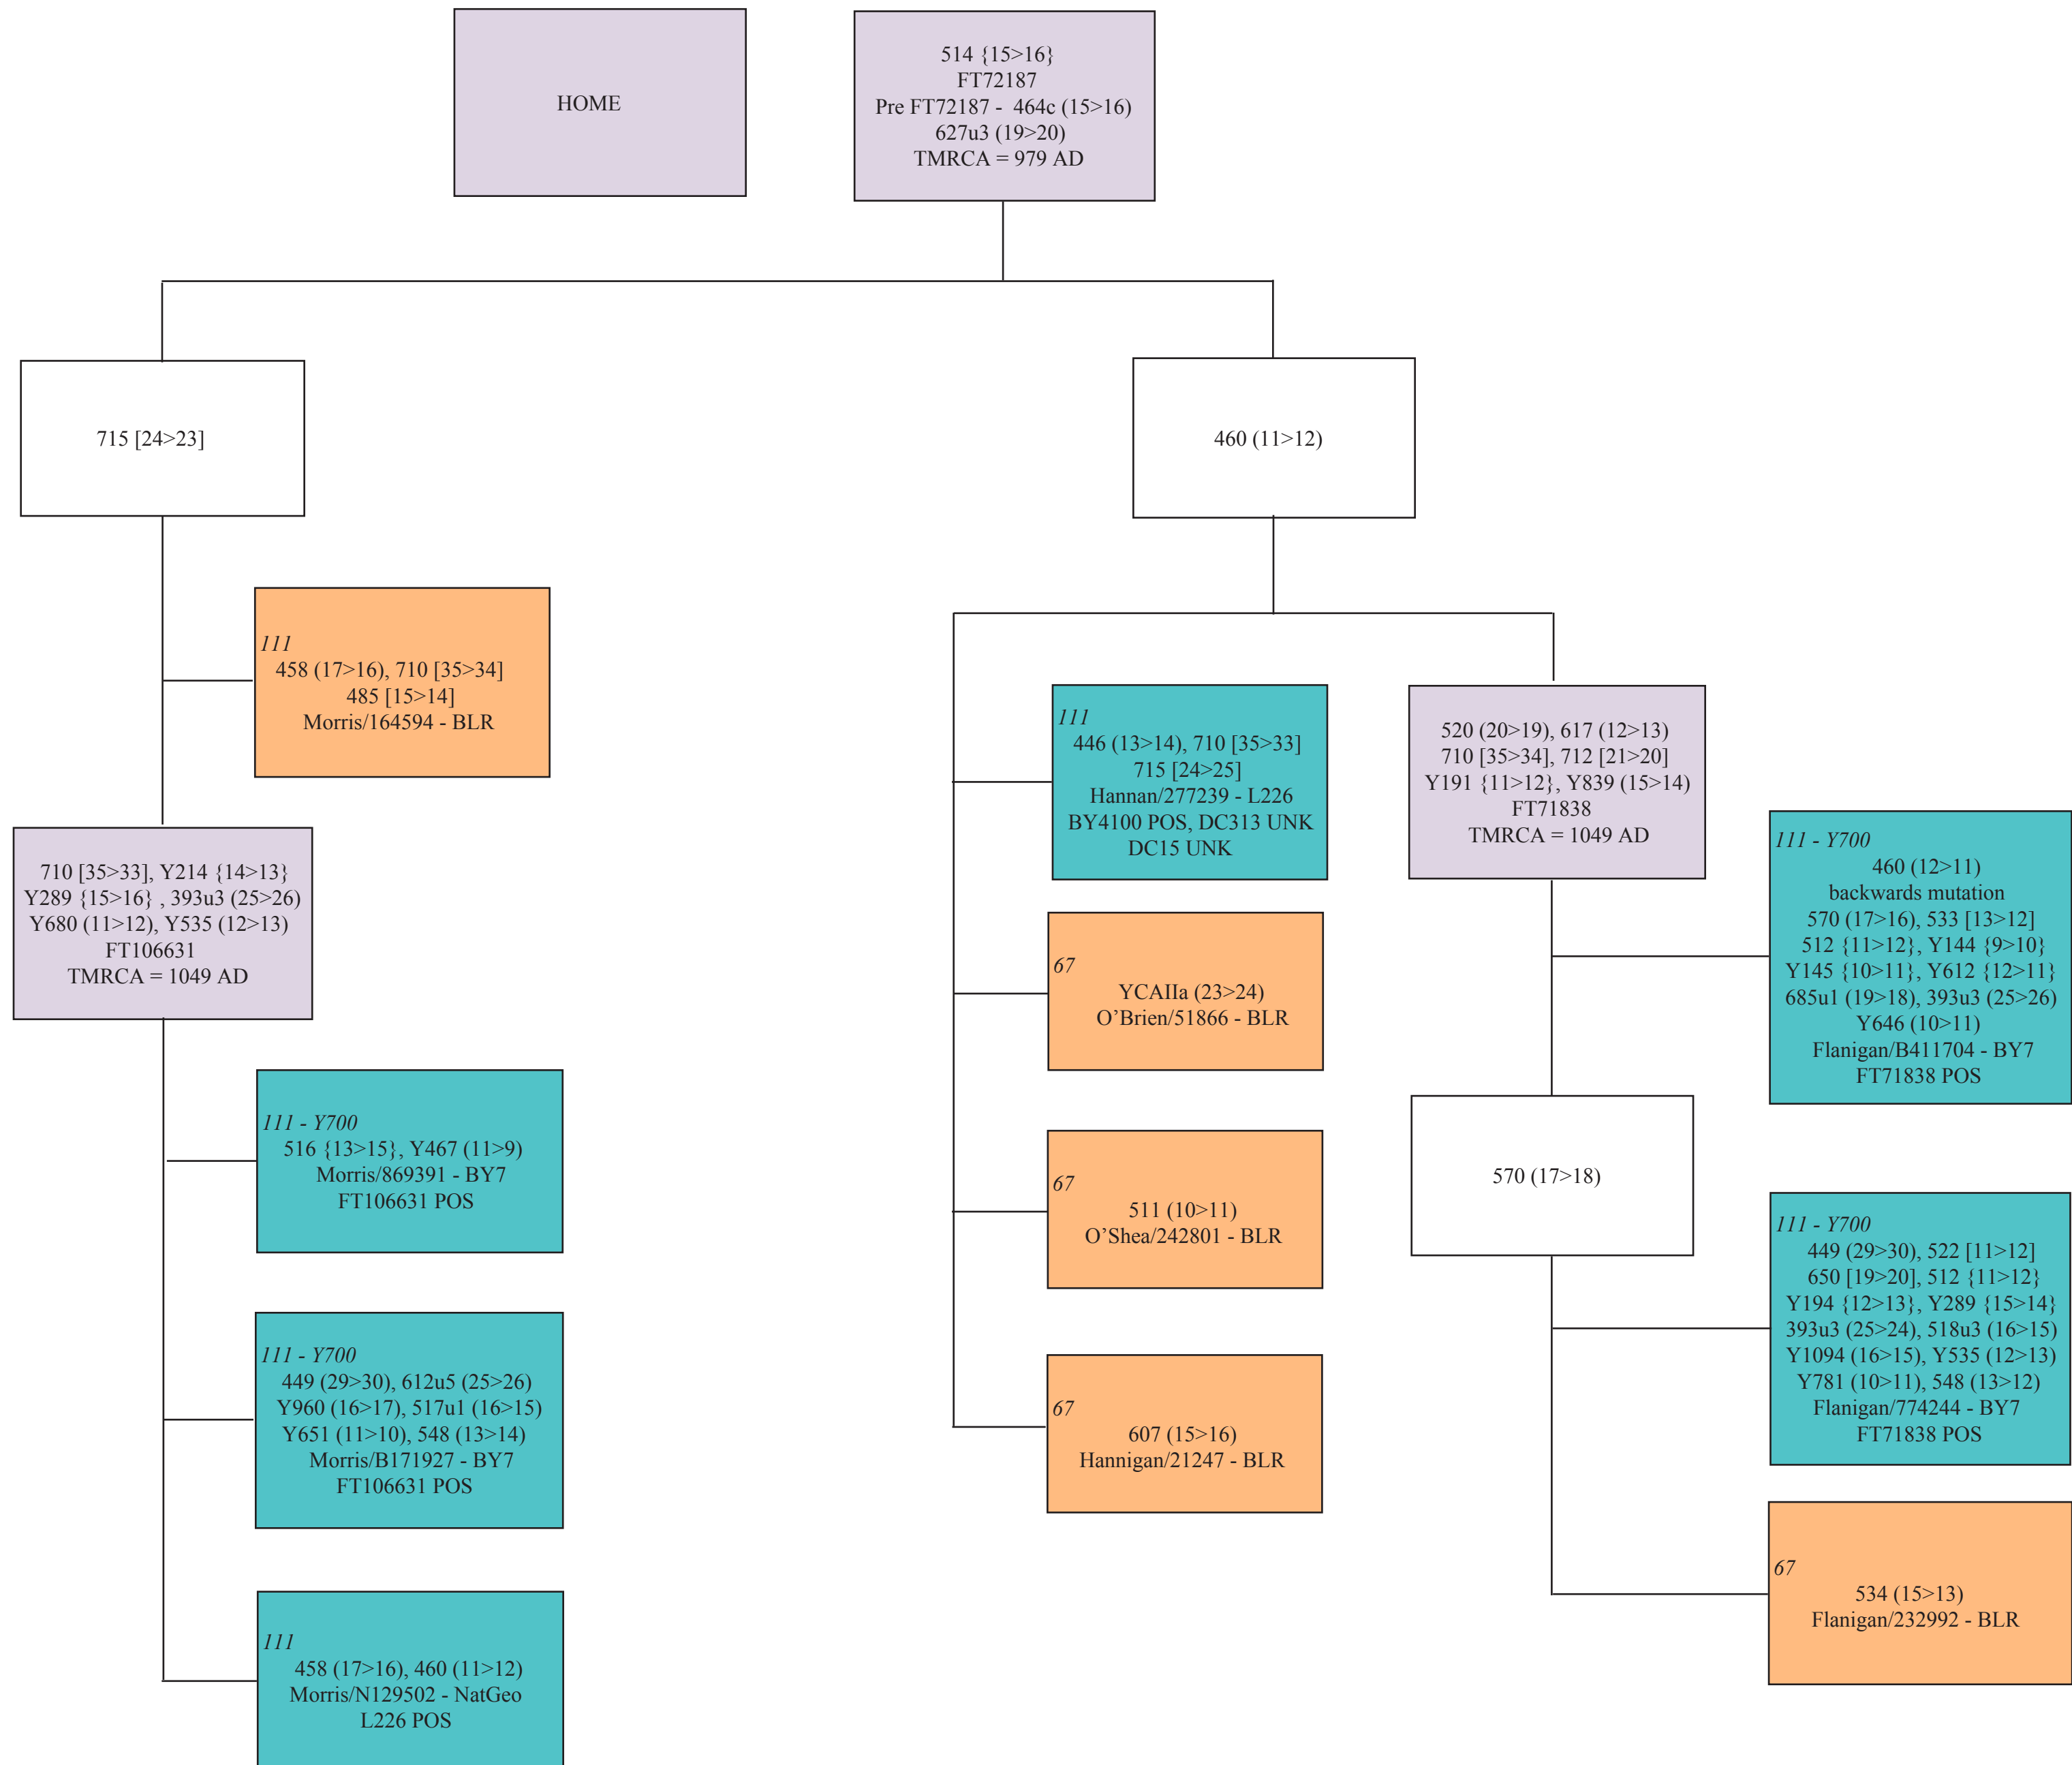 HOME
514 {15>16}
FT72187
Pre FT72187 -  464c (15>16)
627u3 (19>20)
TMRCA = 979 AD
715 [24>23]
460 (11>12)
111
458 (17>16), 710 [35>34]
485 [15>14]
Morris/164594 - BLR
710 [35>33], Y214 {14>13}
Y289 {15>16} , 393u3 (25>26)
Y680 (11>12), Y535 (12>13)
FT106631
TMRCA = 1049 AD
111 - Y700
516 {13>15}, Y467 (11>9)
Morris/869391 - BY7
FT106631 POS
111 - Y700
449 (29>30), 612u5 (25>26)
Y960 (16>17), 517u1 (16>15)
Y651 (11>10), 548 (13>14)
Morris/B171927 - BY7
FT106631 POS
111
458 (17>16), 460 (11>12)
Morris/N129502 - NatGeo
L226 POS
111
446 (13>14), 710 [35>33]
715 [24>25]
Hannan/277239 - L226
BY4100 POS, DC313 UNK
DC15 UNK
67
YCAIIa (23>24)
O’Brien/51866 - BLR
67
511 (10>11)
O’Shea/242801 - BLR
67
607 (15>16)
Hannigan/21247 - BLR
520 (20>19), 617 (12>13)
710 [35>34], 712 [21>20]
Y191 {11>12}, Y839 (15>14)
FT71838
TMRCA = 1049 AD
111 - Y700
460 (12>11)
backwards mutation
570 (17>16), 533 [13>12]
512 {11>12}, Y144 {9>10}
Y145 {10>11}, Y612 {12>11}
685u1 (19>18), 393u3 (25>26)
Y646 (10>11)
Flanigan/B411704 - BY7
FT71838 POS
570 (17>18)
111 - Y700
449 (29>30), 522 [11>12]
650 [19>20], 512 {11>12}
Y194 {12>13}, Y289 {15>14}
393u3 (25>24), 518u3 (16>15)
Y1094 (16>15), Y535 (12>13)
Y781 (10>11), 548 (13>12)
Flanigan/774244 - BY7
FT71838 POS
67
534 (15>13)
Flanigan/232992 - BLR